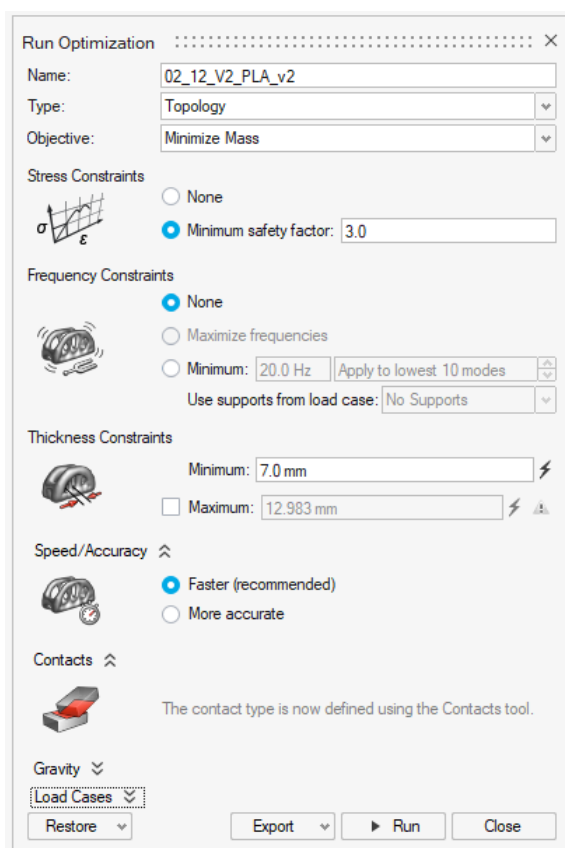 Run Optimization
Name: 02_12_V2_PLA_v2
Type: Topology
Objective: Minimize Mass
Stress Constraints
None
σ
ε
Minimum safety factor: 3.0
Frequency Constraints
None
Maximize frequencies
Minimum: 20.0 Hz Apply to lowest 10 modes
Use supports from load case: No Supports
Thickness Constraints
Minimum: 7.0 mm
Maximum: 12.983 mm
Speed/Accuracy
Faster (recommended)
More accurate
Contacts
The contact type is now defined using the Contacts tool.
Gravity
Load Cases
Restore Export Run Close